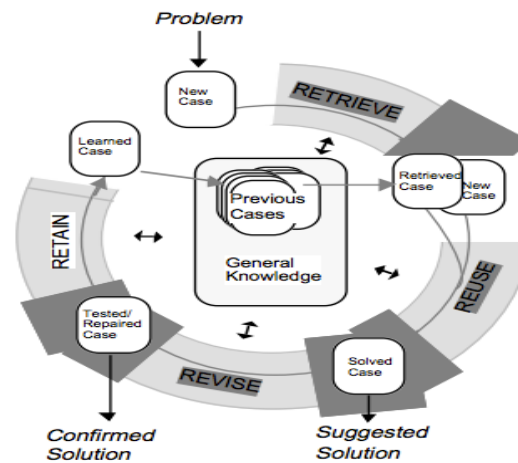 Problem
New
Case
RETRIEVE
Learned
Case
Retrieved
Case
New
Case
Previous
Cases
General
Knowledge
RETAIN
REUSE
Tested/
Repaired
Case
Solved
Case
REVISE
Confirmed
Solution
Suggested
Solution